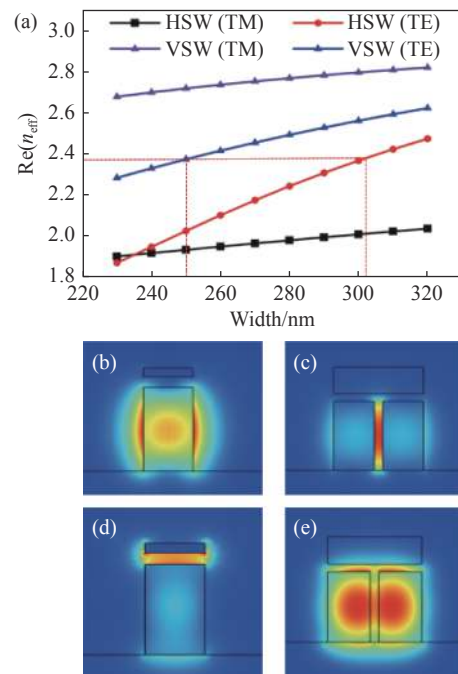 (a)
HSW (TM)
HSW (TE)
VSW (TM)
VSW (TE)
3.0
2.8
2.6
2.4
2.2
2.0
1.8
Re(n_eff)
220
240
260
280
300
320
Width/nm
(b)
(c)
(d)
(e)